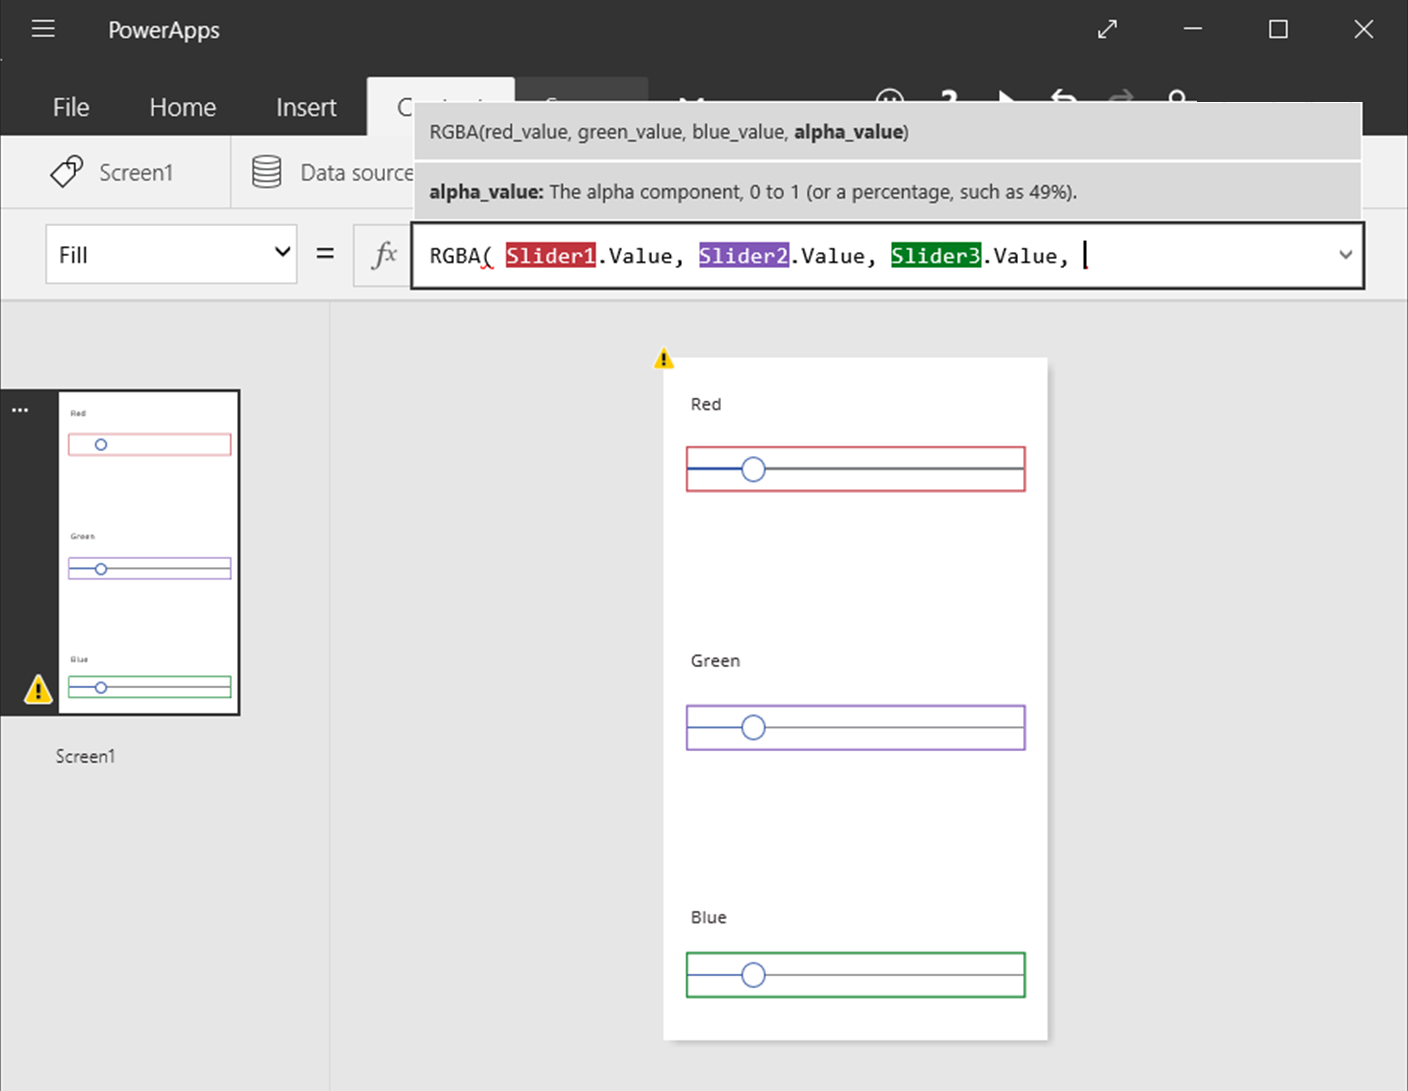 PowerApps
File Home Insert
RGBA(red_value, green_value, blue_value, alpha_value)
Screen1 Data source
alpha_value: The alpha component, 0 to 1 (or a percentage, such as 49%).
Fill = fx RGBA( Slider1.Value, Slider2.Value, Slider3.Value,
Red
Green
Blue
Screen1
Red
Green
Blue